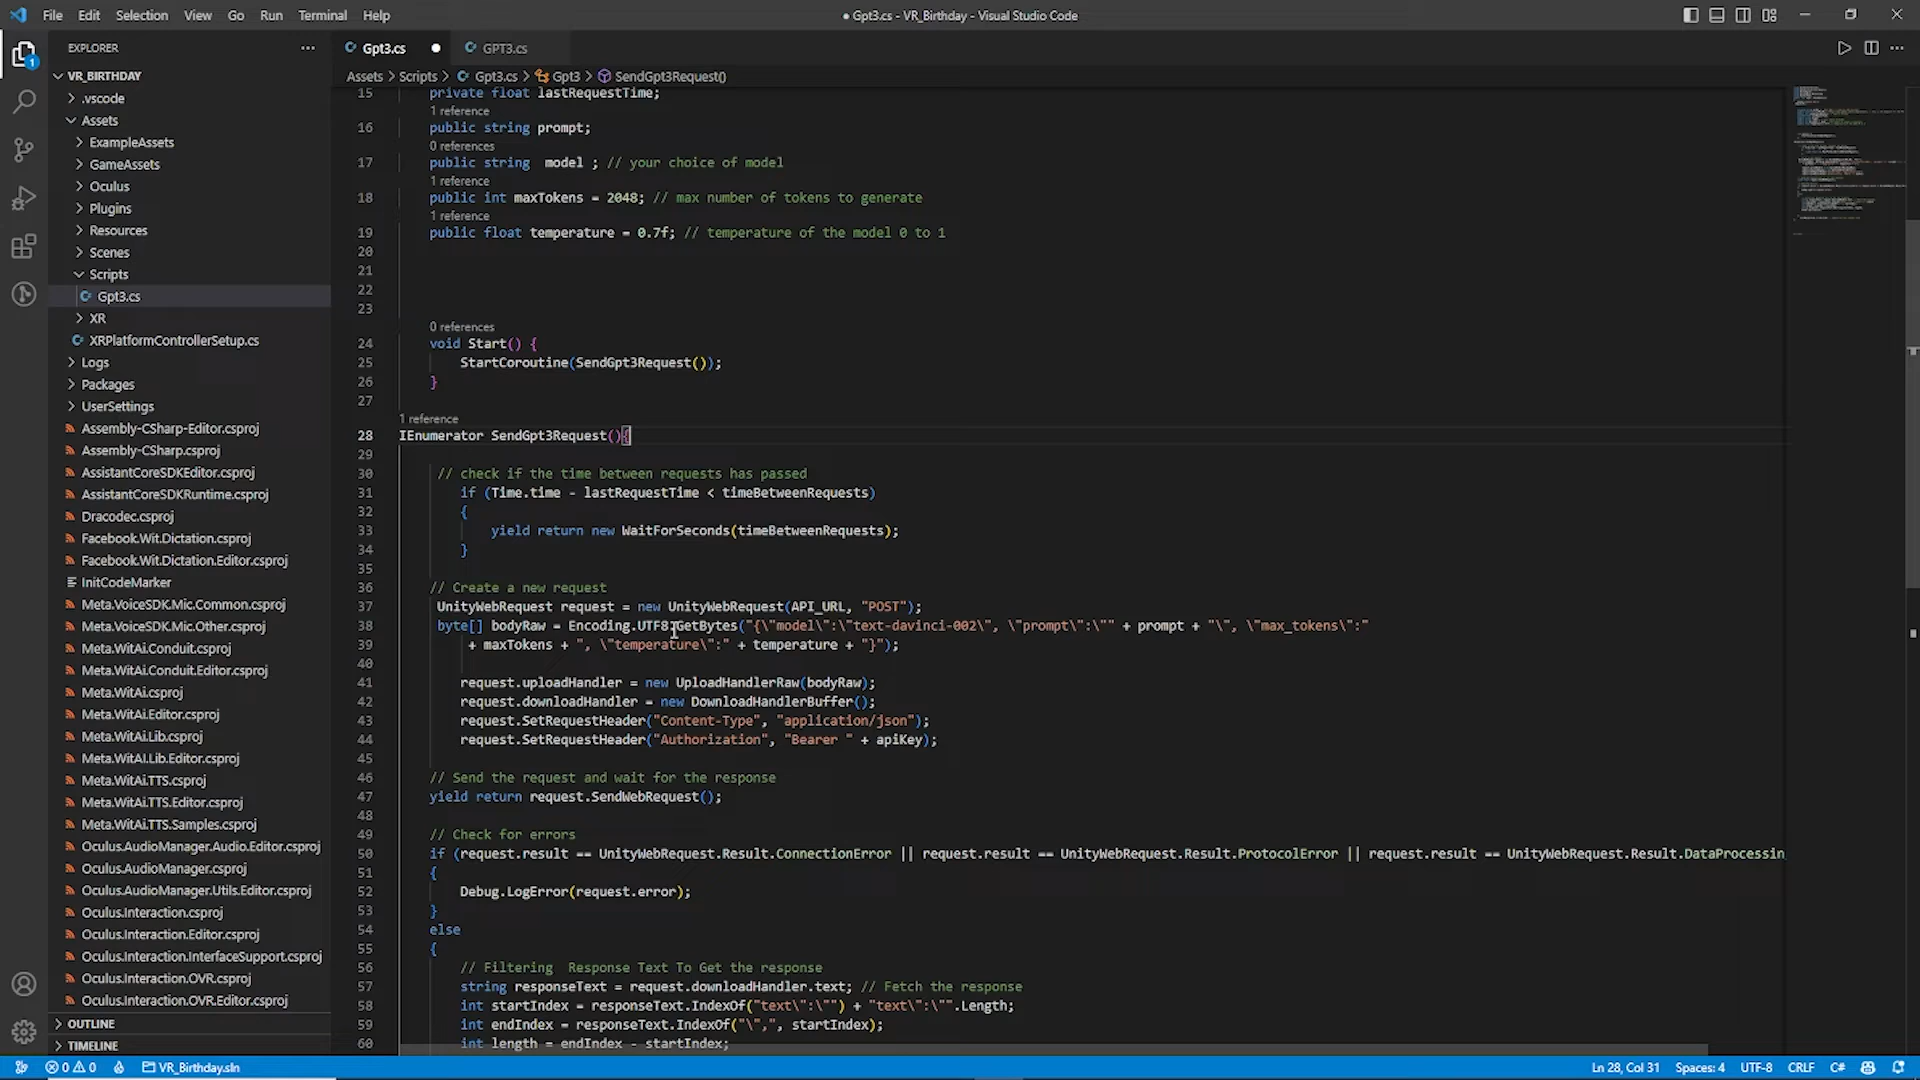 File Edit Selection View Go Run Terminal Help
● Gpt3.cs - VR_Birthday - Visual Studio Code
EXPLORER
VR_BIRTHDAY
.vscode
Assets
ExampleAssets
GameAssets
Oculus
Plugins
Resources
Scenes
Scripts
Gpt3.cs
XR
XRPlatformControllerSetup.cs
Logs
Packages
UserSettings
Assembly-CSharp-Editor.csproj
Assembly-CSharp.csproj
AssistantCoreSDKEditor.csproj
AssistantCoreSDKRuntime.csproj
Dracodec.csproj
Facebook.Wit.Dictation.csproj
Facebook.Wit.Dictation.Editor.csproj
InitCodeMarker
Meta.VoiceSDK.Mic.Common.csproj
Meta.VoiceSDK.Mic.Other.csproj
Meta.WitAi.Conduit.csproj
Meta.WitAi.Conduit.Editor.csproj
Meta.WitAi.csproj
Meta.WitAi.Editor.csproj
Meta.WitAi.Lib.csproj
Meta.WitAI.Lib.Editor.csproj
Meta.WitAi.TTS.csproj
Meta.WitAi.TTS.Editor.csproj
Meta.WitAi.TTS.Samples.csproj
Oculus.AudioManager.Audio.Editor.csproj
Oculus.AudioManager.csproj
Oculus.AudioManager.Utils.Editor.csproj
Oculus.Interaction.csproj
Oculus.Interaction.Editor.csproj
Oculus.Interaction.InterfaceSupport.csproj
Oculus.Interaction.OVR.csproj
Oculus.Interaction.OVR.Editor.csproj
OUTLINE
TIMELINE
1
Gpt3.cs ● GPT3.cs
Assets > Scripts > Gpt3.cs > Gpt3 > SendGpt3Request()
15 private float lastRequestTime;
1 reference
16 public string prompt;
0 references
17 public string  model ; // your choice of model
1 reference
18 public int maxTokens = 2048; // max number of tokens to generate
1 reference
19 public float temperature = 0.7f; // temperature of the model 0 to 1
20
21
22
23
0 references
24 void Start() {
25 StartCoroutine(SendGpt3Request());
26 }
27
1 reference
28 IEnumerator SendGpt3Request(){
29
30 // check if the time between requests has passed
31 if (Time.time - lastRequestTime < timeBetweenRequests)
32 {
33 yield return new WaitForSeconds(timeBetweenRequests);
34 }
35
36 // Create a new request
37 UnityWebRequest request = new UnityWebRequest(API_URL, "POST");
38 byte[] bodyRaw = Encoding.UTF8.GetBytes("{\"model\":\"text-davinci-002\", \"prompt\":\"" + prompt + "\", \"max_tokens\":"
39 + maxTokens + ", \"temperature\":" + temperature + "}");
40
41 request.uploadHandler = new UploadHandlerRaw(bodyRaw);
42 request.downloadHandler = new DownloadHandlerBuffer();
43 request.SetRequestHeader("Content-Type", "application/json");
44 request.SetRequestHeader("Authorization", "Bearer " + apiKey);
45
46 // Send the request and wait for the response
47 yield return request.SendWebRequest();
48
49 // Check for errors
50 if (request.result == UnityWebRequest.Result.ConnectionError || request.result == UnityWebRequest.Result.ProtocolError || request.result == UnityWebRequest.Result.DataProcessin
51 {
52 Debug.LogError(request.error);
53 }
54 else
55 {
56 // Filtering  Response Text To Get the response
57 string responseText = request.downloadHandler.text; // Fetch the response
58 int startIndex = responseText.IndexOf("text\":\"") + "text\":\"".Length;
59 int endIndex = responseText.IndexOf("\",", startIndex);
60 int length = endIndex - startIndex;
0 0 VR_Birthday.sln
Ln 28, Col 31 Spaces: 4 UTF-8 CRLF C#